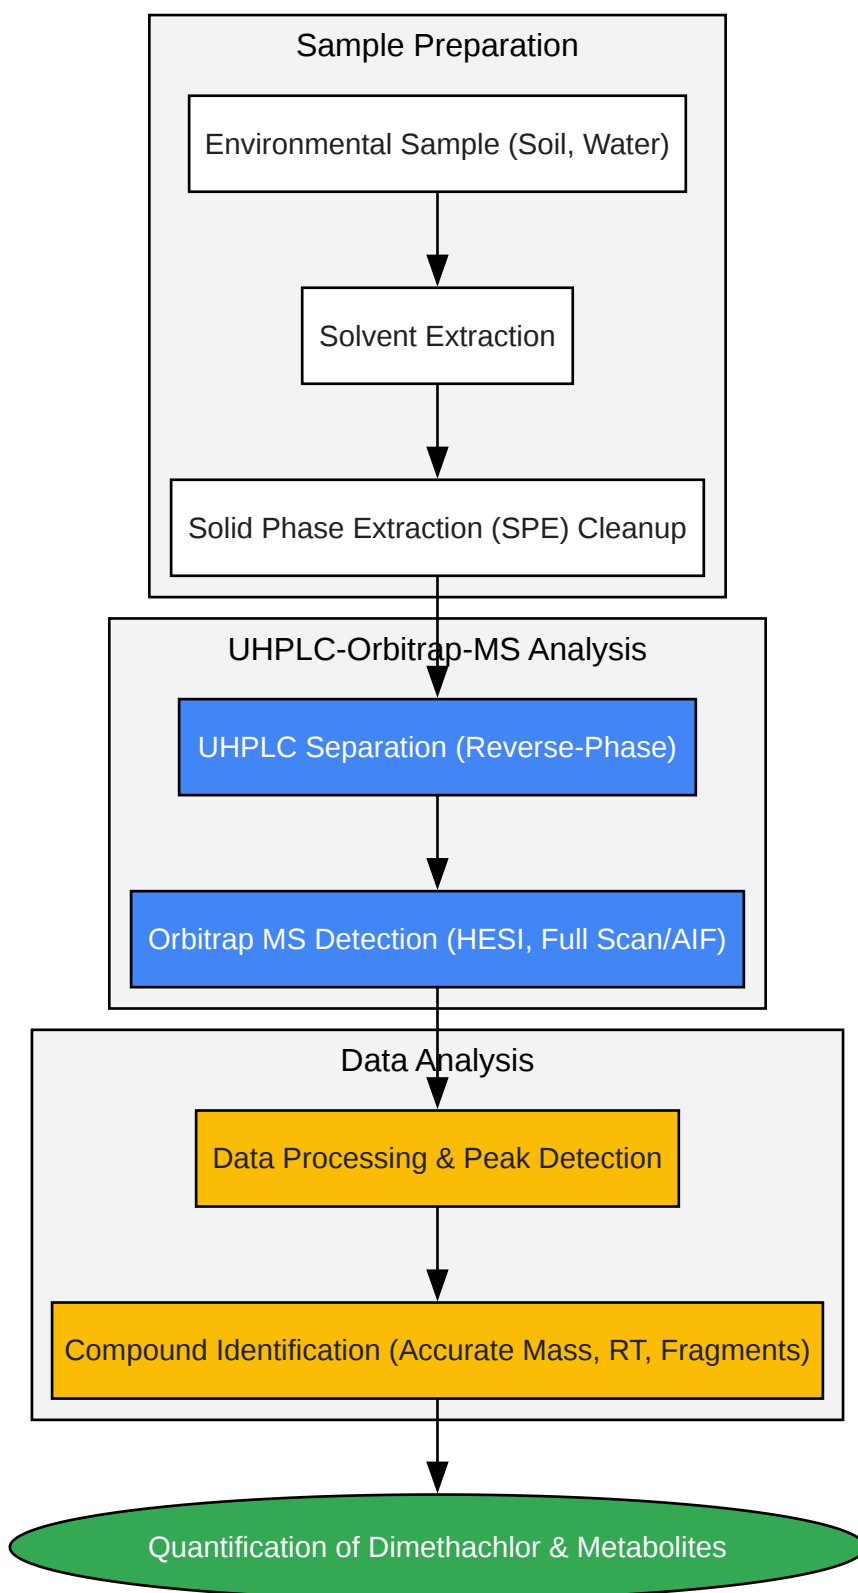 Sample Preparation
Environmental Sample (Soil, Water)
Solvent Extraction
Solid Phase Extraction (SPE) Cleanup
UHPLC-Orbitrap-MS Analysis
UHPLC Separation (Reverse-Phase)
Orbitrap MS Detection (HESI, Full Scan/AIF)
Data Analysis
Data Processing & Peak Detection
Compound Identification (Accurate Mass, RT, Fragments)
Quantification of Dimethachlor & Metabolites